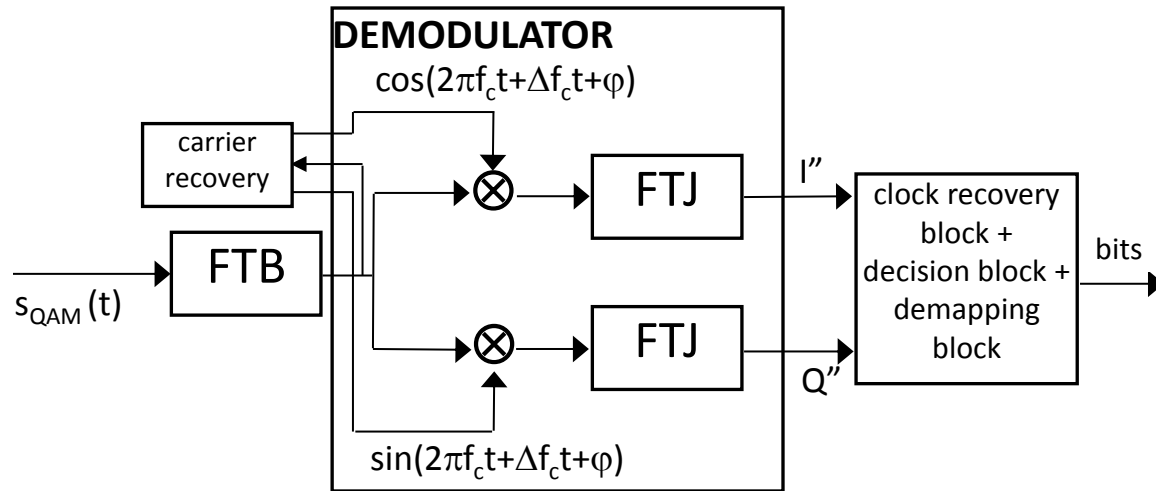 DEMODULATOR
cos(2πf_ct+Δf_ct+φ)
carrier
recovery
FTJ
I”
clock recovery
block +
decision block +
demapping
block
bits
FTB
s_QAM (t)
FTJ
Q”
sin(2πf_ct+Δf_ct+φ)